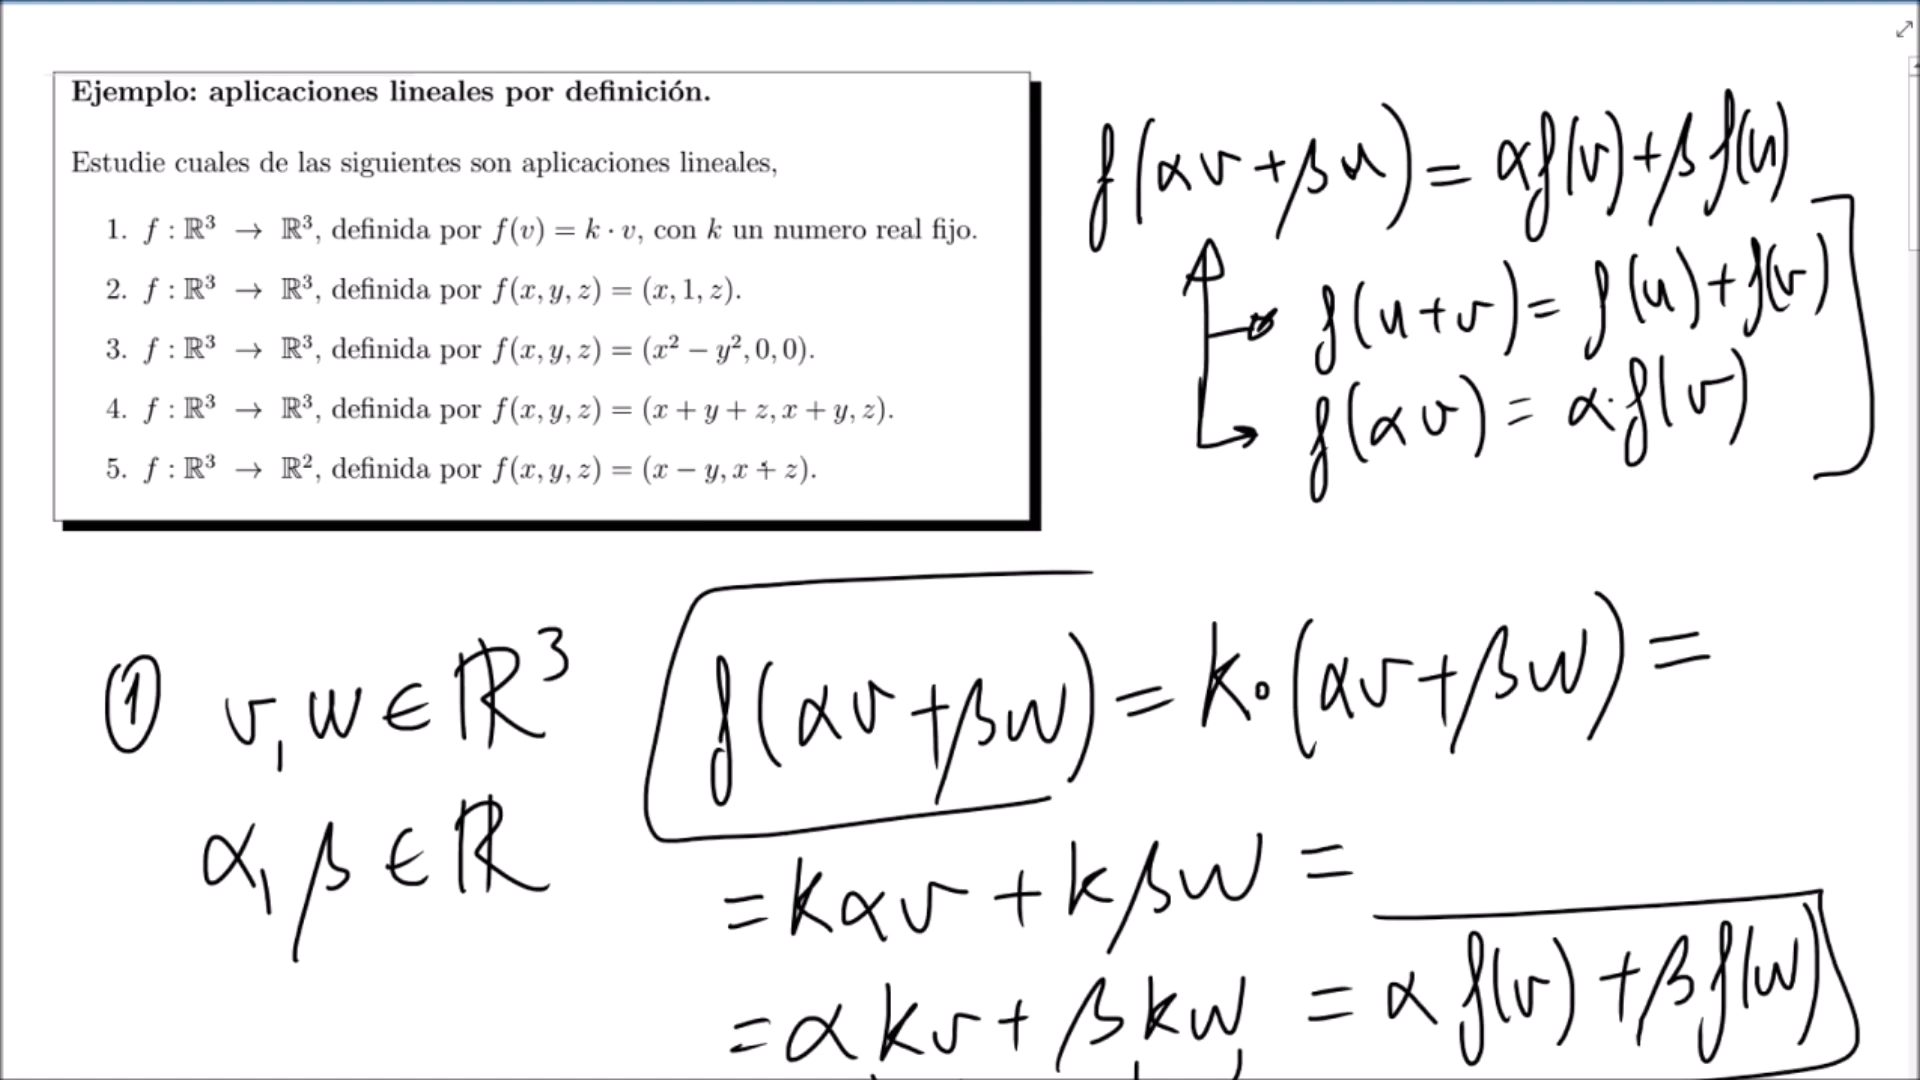 Ejemplo: aplicaciones lineales por definición.
Estudie cuales de las siguientes son aplicaciones lineales,
1. f : ℝ³ → ℝ³, definida por f(v) = k · v, con k un numero real fijo.
2. f : ℝ³ → ℝ³, definida por f(x, y, z) = (x, 1, z).
3. f : ℝ³ → ℝ³, definida por f(x, y, z) = (x² − y², 0, 0).
4. f : ℝ³ → ℝ³, definida por f(x, y, z) = (x + y + z, x + y, z).
5. f : ℝ³ → ℝ², definida por f(x, y, z) = (x − y, x + z).
f(αv+βu) = αf(v)+βf(u)
f(u+v) = f(u)+f(v)
f(αv) = α·f(v)
① v, w ∈ ℝ³
α, β ∈ ℝ
f(αv+βw) = k·(αv+βw) =
= kαv + kβw =
= αkv + βkw = αf(v)+βf(w)